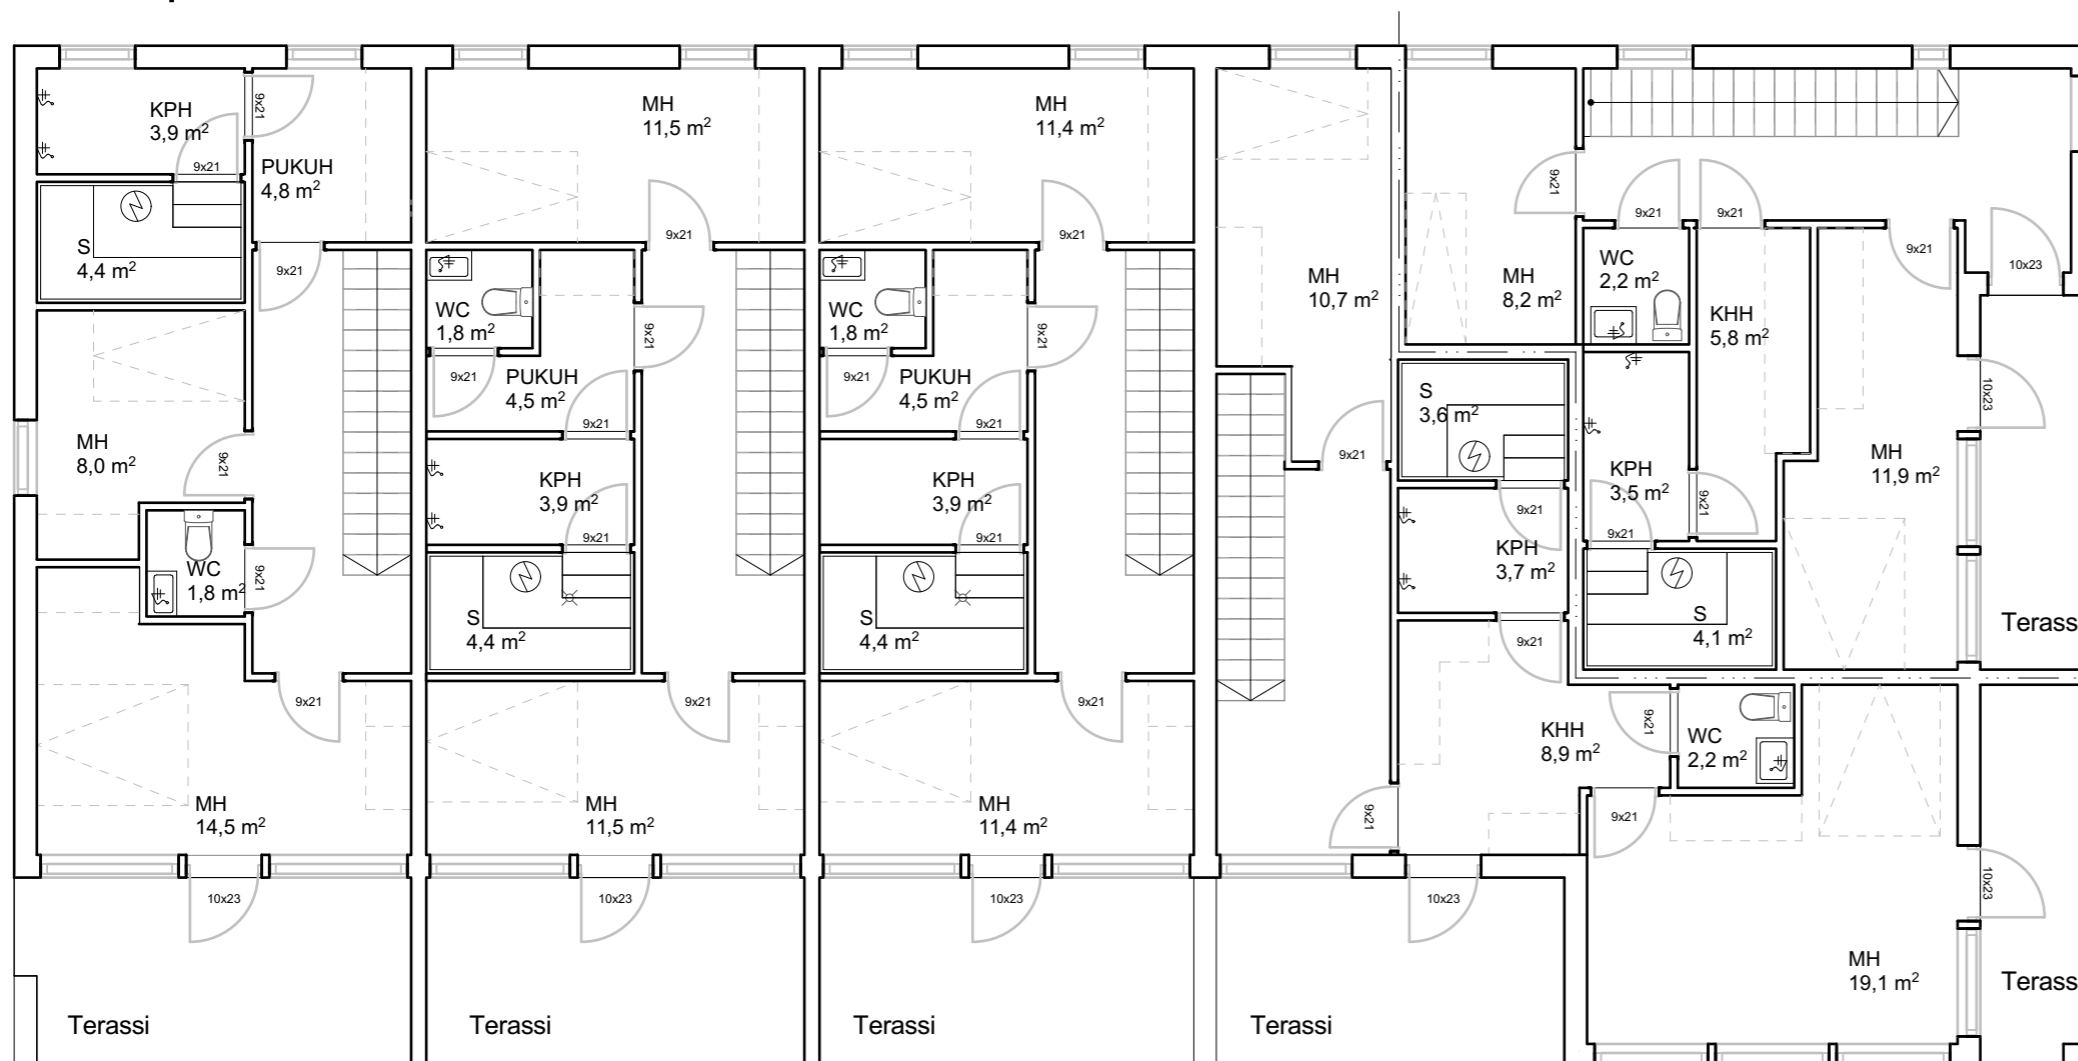 KPH
3,9 m²
9x21
9x21
PUKUH
4,8 m²
S
4,4 m²
9x21
MH
8,0 m²
9x21
WC
1,8 m²
9x21
9x21
MH
14,5 m²
10x23
Terassi
MH
11,5 m²
9x21
WC
1,8 m²
9x21
9x21
PUKUH
4,5 m²
9x21
KPH
3,9 m²
9x21
S
4,4 m²
9x21
MH
11,5 m²
10x23
Terassi
MH
11,4 m²
9x21
WC
1,8 m²
9x21
9x21
PUKUH
4,5 m²
9x21
KPH
3,9 m²
9x21
S
4,4 m²
9x21
MH
11,4 m²
10x23
Terassi
MH
10,7 m²
9x21
S
3,6 m²
9x21
KPH
3,7 m²
9x21
KHH
8,9 m²
9x21
9x21
WC
2,2 m²
9x21
10x23
Terassi
MH
19,1 m²
10x23
Terass
MH
8,2 m²
9x21
9x21
9x21
WC
2,2 m²
KHH
5,8 m²
9x21
KPH
3,5 m²
9x21
S
4,1 m²
9x21
10x23
MH
11,9 m²
10x23
Terass